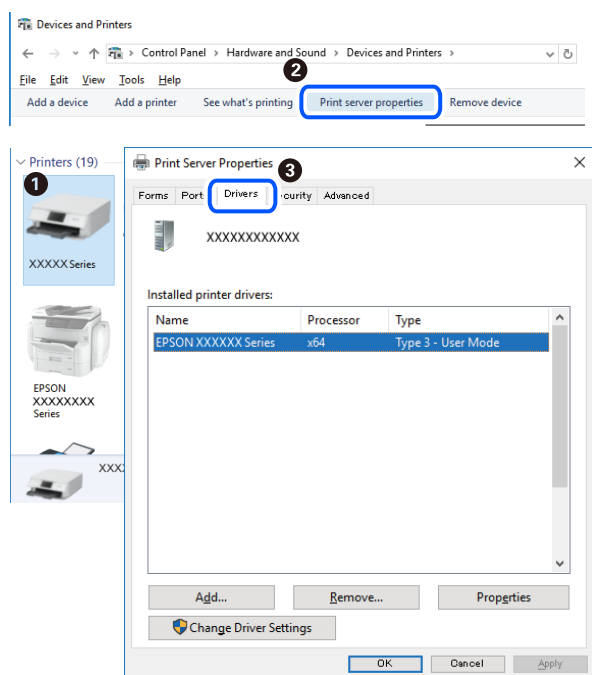 Devices and Printers
Control Panel > Hardware and Sound > Devices and Printers >
2
File Edit View Tools Help
Add a device Add a printer See what's printing Print server properties Remove device
Printers (19)
1
XXXXX Series
EPSON
XXXXXXXX
Series
XXX
Print Server Properties
3
Forms Port Drivers curity Advanced
XXXXXXXXXXXX
Installed printer drivers:
Name Processor Type
EPSON XXXXXX Series x64 Type 3 - User Mode
Add... Remove... Properties
Change Driver Settings
OK Cancel Apply